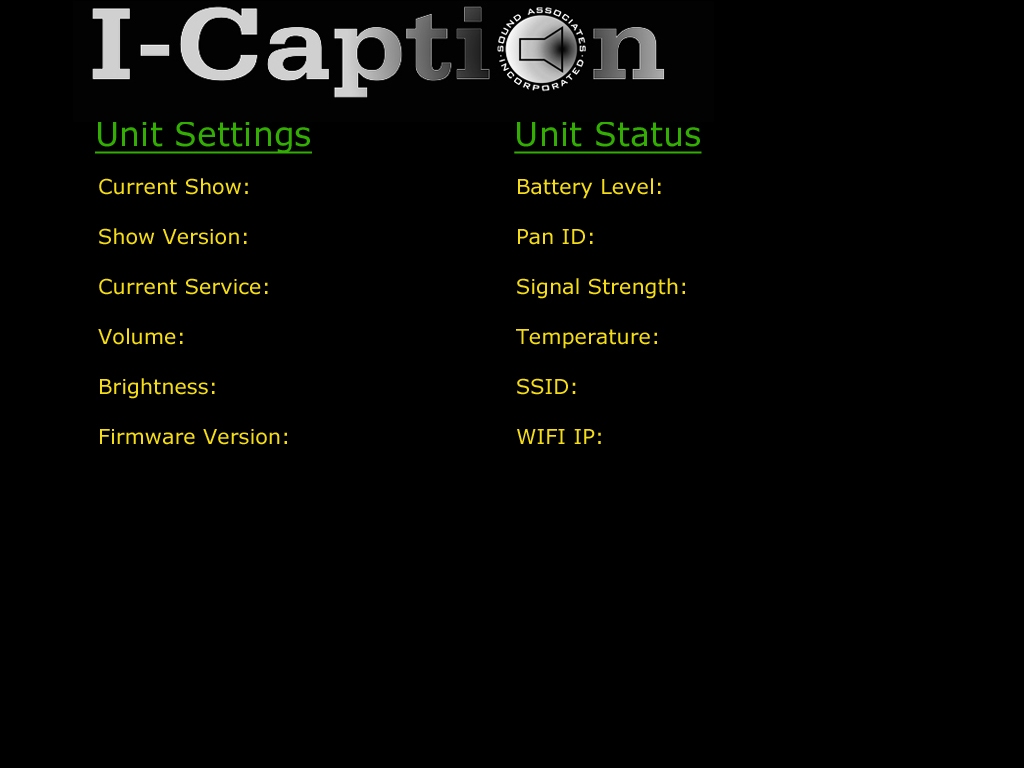 I-Caption
SOUND ASSOCIATES
INCORPORATED
Unit Settings
Current Show:
Show Version:
Current Service:
Volume:
Brightness:
Firmware Version:
Unit Status
Battery Level:
Pan ID:
Signal Strength:
Temperature:
SSID:
WIFI IP: